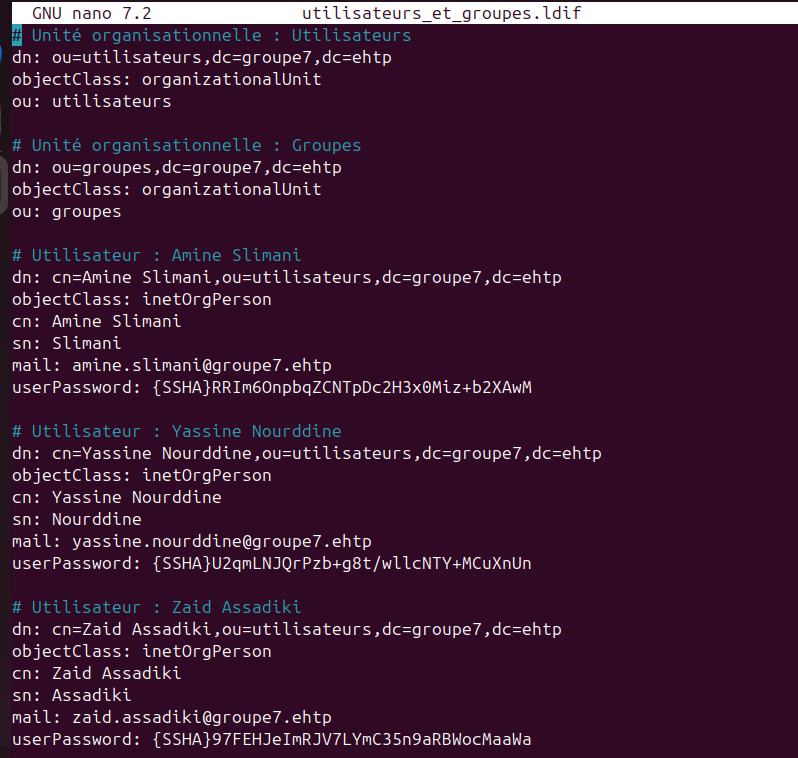 GNU nano 7.2 utilisateurs_et_groupes.ldif
# Unité organisationnelle : Utilisateurs
dn: ou=utilisateurs,dc=groupe7,dc=ehtp
objectClass: organizationalUnit
ou: utilisateurs
# Unité organisationnelle : Groupes
dn: ou=groupes,dc=groupe7,dc=ehtp
objectClass: organizationalUnit
ou: groupes
# Utilisateur : Amine Slimani
dn: cn=Amine Slimani,ou=utilisateurs,dc=groupe7,dc=ehtp
objectClass: inetOrgPerson
cn: Amine Slimani
sn: Slimani
mail: amine.slimani@groupe7.ehtp
userPassword: {SSHA}RRIm6OnpbqZCNTpDc2H3x0Miz+b2XAwM
# Utilisateur : Yassine Nourddine
dn: cn=Yassine Nourddine,ou=utilisateurs,dc=groupe7,dc=ehtp
objectClass: inetOrgPerson
cn: Yassine Nourddine
sn: Nourddine
mail: yassine.nourddine@groupe7.ehtp
userPassword: {SSHA}U2qmLNJQrPzb+g8t/wllcNTY+MCuXnUn
# Utilisateur : Zaid Assadiki
dn: cn=Zaid Assadiki,ou=utilisateurs,dc=groupe7,dc=ehtp
objectClass: inetOrgPerson
cn: Zaid Assadiki
sn: Assadiki
mail: zaid.assadiki@groupe7.ehtp
userPassword: {SSHA}97FEHJeImRJV7LYmC35n9aRBWocMaaWa